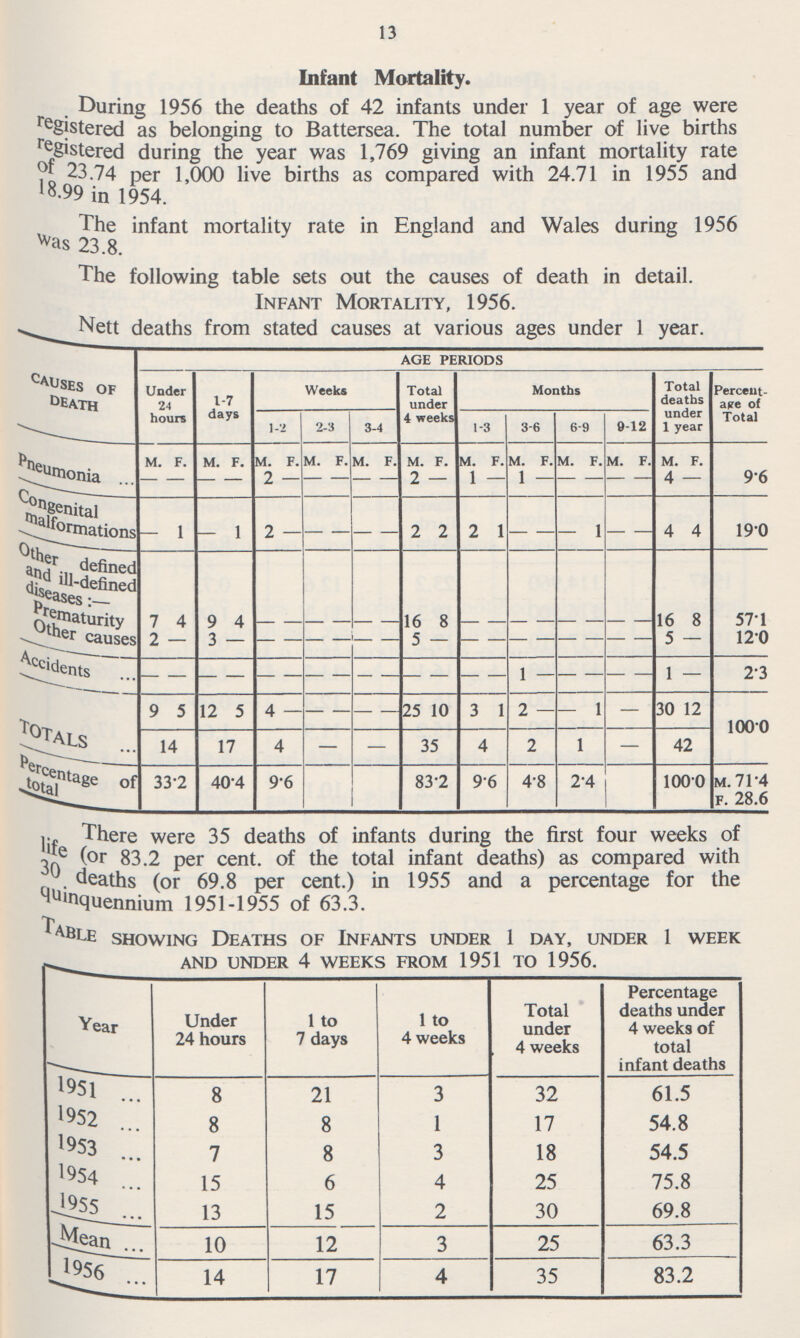 13
Infant Mortality.
During 1956 the deaths of 42 infants under 1 year of age were
registered as belonging to Battersea. The total number of live births
registered during the year was 1,769 giving an infant mortality rate
of 23.74 per 1,000 live births as compared with 24.71 in 1955 and
18.99 in 1954.
The infant mortality rate in England and Wales during 1956
was 23.8.
The following table sets out the causes of death in detail.
INFANT MORTALITY, 1956.
Nett deaths from stated causes at various ages under 1 year.
CAUSES OF DEATH | AGE PERIODS
Under 24 hours | 1-7 days | Weeks | Total under 4 weeks | Months | Total deaths under 1 year | Percentage of Total
1-2 | 2-3 | 3-4 | 1-3 | 3-6 | 6-9 | 9-12
M. F. | M. F. | M. F. | M. F. | M. F. | M. F. | M. F. | M. F. | M. F. | M. F. | M. F.
Pneumonia ... | — — | — — | 2 — | — — | — — | 2 — | 1 — | 1 — | — — | — — | 4 — | 9·6
Congenital
malformations | — 1 | — 1 | 2 — | — — | — — | 2 2 | 2 1 | — — | — 1 | — — | 4 4 | 19·0
Other defined
and ill-defined
diseases :—
Prematurity | 7 4 | 9 4 | — — | — — | — — | 16 8 | — — | — — | — — | — — | 16 8 | 57·1
Other causes | 2 — | 3 — | — — | — — | — — | 5 — | — — | — — | — — | — — | 5 — | 12·0
Accidents ... | — — | — — | — — | — — | — — | — — | — — | 1 — | — — | — — | 1 — | 2·3
TOTALS ... | 9 5 | 12 5 | 4 — | — — | — — | 25 10 | 3 1 | 2 — | — 1 | — | 30 12 | 100·0
14 | 17 | 4 | — | — | 35 | 4 | 2 | 1 | — | 42
Percentage of
total | 33·2 | 40·4 | 9·6 | 83·2 | 9·6 | 4·8 | 2·4 | 100·0 | M. 71·4
F. 28.6
There were 35 deaths of infants during the first four weeks of
life (or 83.2 per cent. of the total infant deaths) as compared with
30 deaths (or 69.8 per cent.) in 1955 and a percentage for the
quinquennium 1951-1955 of 63.3.
TABLE SHOWING DEATHS OF INFANTS UNDER 1 DAY, UNDER 1 WEEK
AND UNDER 4 WEEKS FROM 1951 TO 1956.
Year | Under 24 hours | 1 to 7 days | 1 to 4 weeks | Total under 4 weeks | Percentage deaths under 4 weeks of total infant deaths
1951 ... | 8 | 21 | 3 | 32 | 61.5
1952 ... | 8 | 8 | 1 | 17 | 54.8
1953 ... | 7 | 8 | 3 | 18 | 54.5
1954 ... | 15 | 6 | 4 | 25 | 75.8
1955 ... | 13 | 15 | 2 | 30 | 69.8
Mean ... | 10 | 12 | 3 | 25 | 63.3
1956 ... | 14 | 17 | 4 | 35 | 83.2